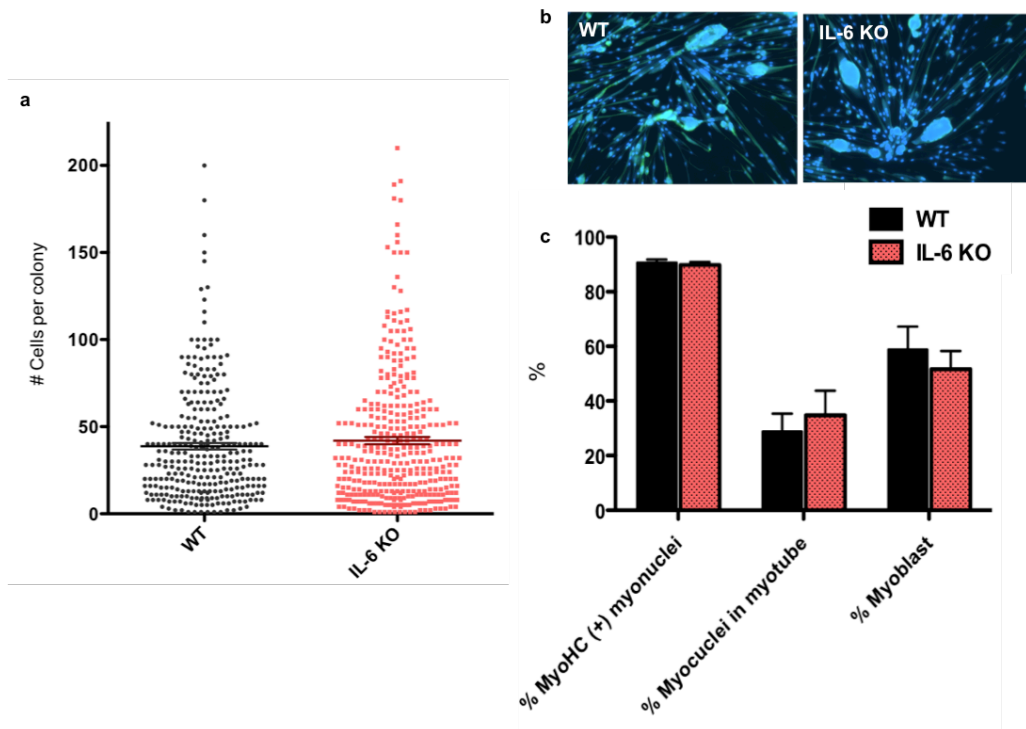 a
# Cells per colony
200
150
100
50
0
WT
IL-6 KO
b
WT
IL-6 KO
c
WT
IL-6 KO
%
100
80
60
40
20
0
% MyoHC (+) myonuclei
% Myocuclei in myotube
% Myoblast